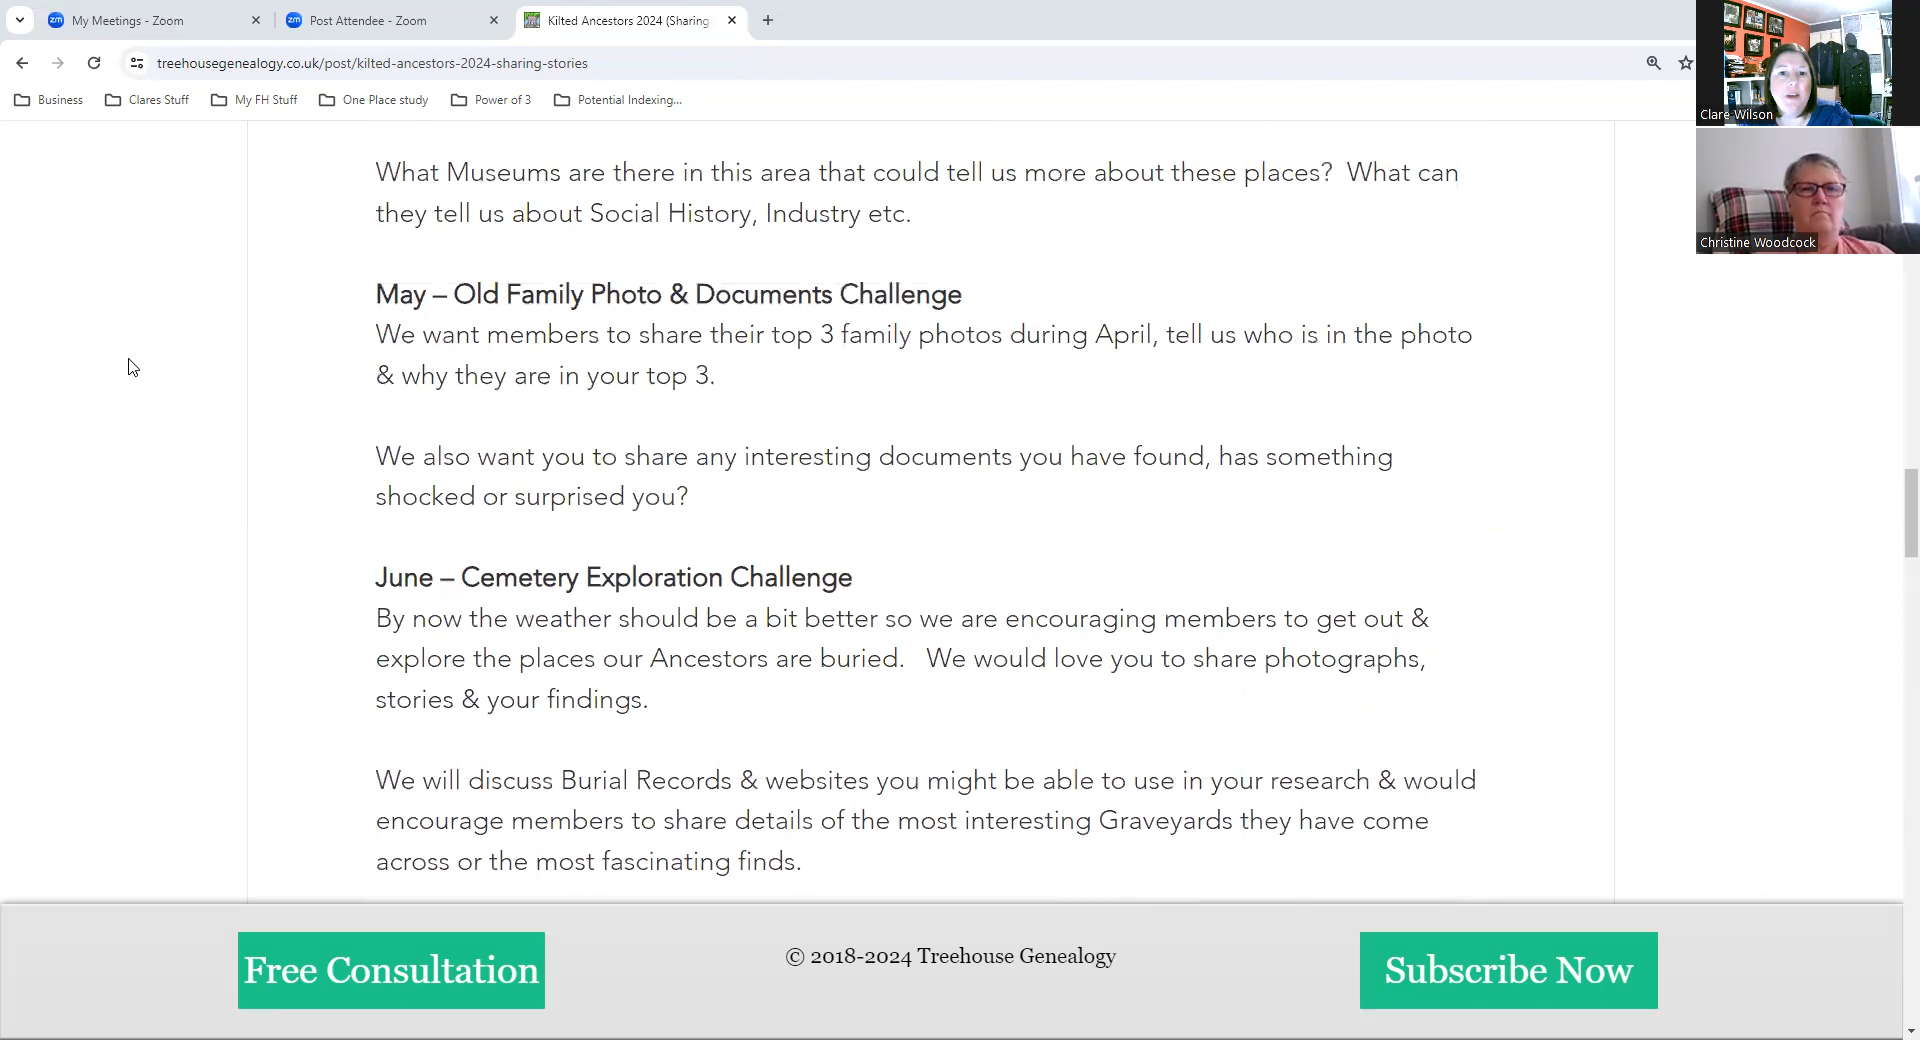 My Meetings - Zoom
Post Attendee - Zoom
Kilted Ancestors 2024 (Sharing
treehousegenealogy.co.uk/post/kilted-ancestors-2024-sharing-stories
Business
Clares Stuff
My FH Stuff
One Place study
Power of 3
Potential Indexing...
Clare Wilson
Christine Woodcock
What Museums are there in this area that could tell us more about these places? What can
they tell us about Social History, Industry etc.
May – Old Family Photo & Documents Challenge
We want members to share their top 3 family photos during April, tell us who is in the photo
& why they are in your top 3.
We also want you to share any interesting documents you have found, has something
shocked or surprised you?
June – Cemetery Exploration Challenge
By now the weather should be a bit better so we are encouraging members to get out &
explore the places our Ancestors are buried. We would love you to share photographs,
stories & your findings.
We will discuss Burial Records & websites you might be able to use in your research & would
encourage members to share details of the most interesting Graveyards they have come
across or the most fascinating finds.
Free Consultation
© 2018-2024 Treehouse Genealogy
Subscribe Now